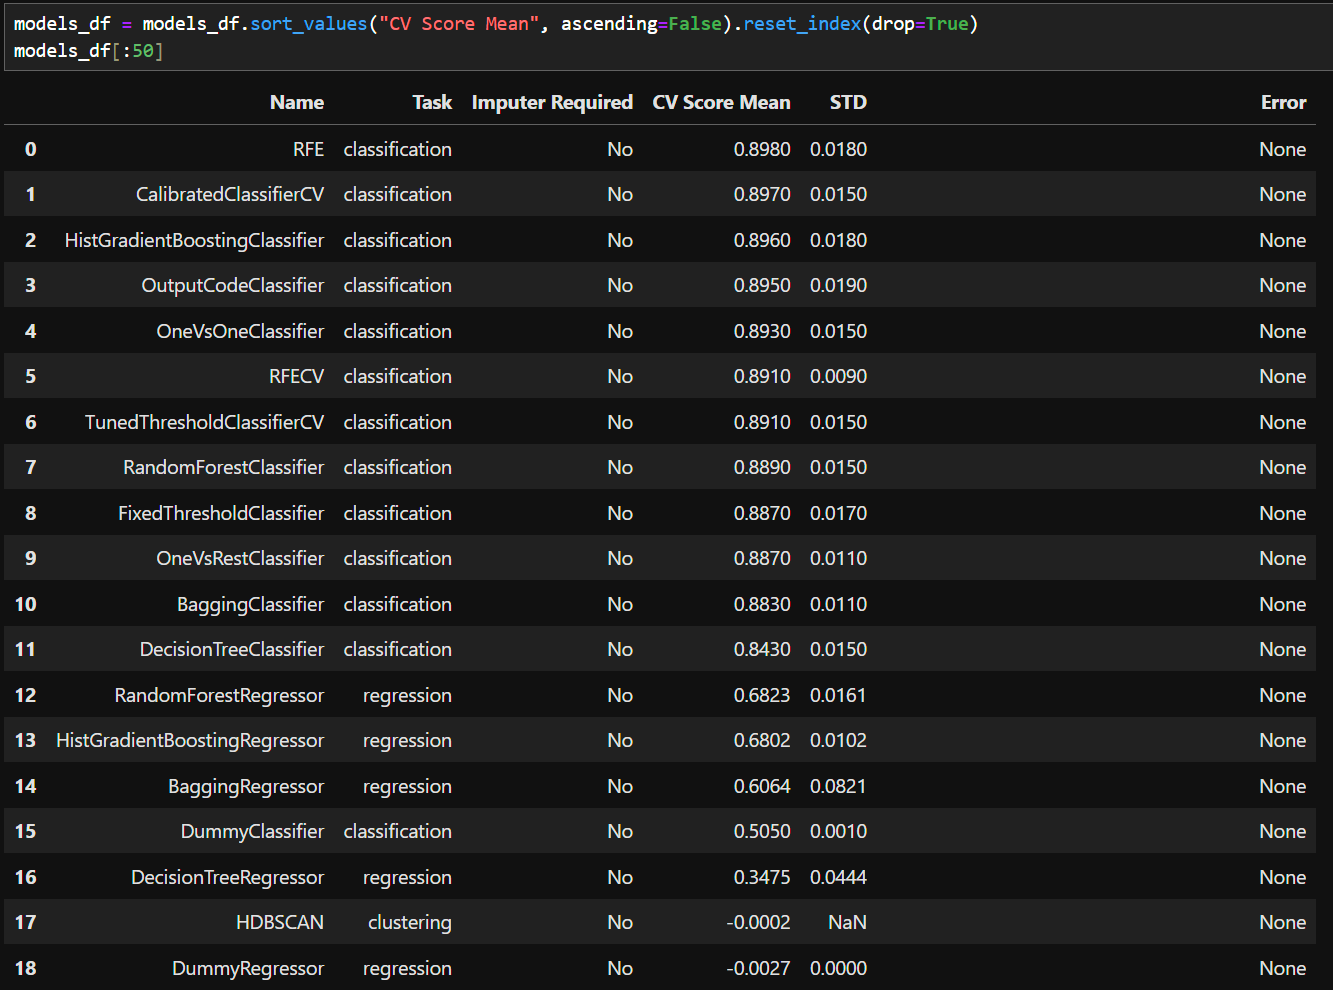 models_df = models_df.sort_values("CV Score Mean", ascending=False).reset_index(drop=True)
models_df[:50]
Name Task Imputer Required CV Score Mean STD Error
0 RFE classification No 0.8980 0.0180 None
1 CalibratedClassifierCV classification No 0.8970 0.0150 None
2 HistGradientBoostingClassifier classification No 0.8960 0.0180 None
3 OutputCodeClassifier classification No 0.8950 0.0190 None
4 OneVsOneClassifier classification No 0.8930 0.0150 None
5 RFECV classification No 0.8910 0.0090 None
6 TunedThresholdClassifierCV classification No 0.8910 0.0150 None
7 RandomForestClassifier classification No 0.8890 0.0150 None
8 FixedThresholdClassifier classification No 0.8870 0.0170 None
9 OneVsRestClassifier classification No 0.8870 0.0110 None
10 BaggingClassifier classification No 0.8830 0.0110 None
11 DecisionTreeClassifier classification No 0.8430 0.0150 None
12 RandomForestRegressor regression No 0.6823 0.0161 None
13 HistGradientBoostingRegressor regression No 0.6802 0.0102 None
14 BaggingRegressor regression No 0.6064 0.0821 None
15 DummyClassifier classification No 0.5050 0.0010 None
16 DecisionTreeRegressor regression No 0.3475 0.0444 None
17 HDBSCAN clustering No -0.0002 NaN None
18 DummyRegressor regression No -0.0027 0.0000 None